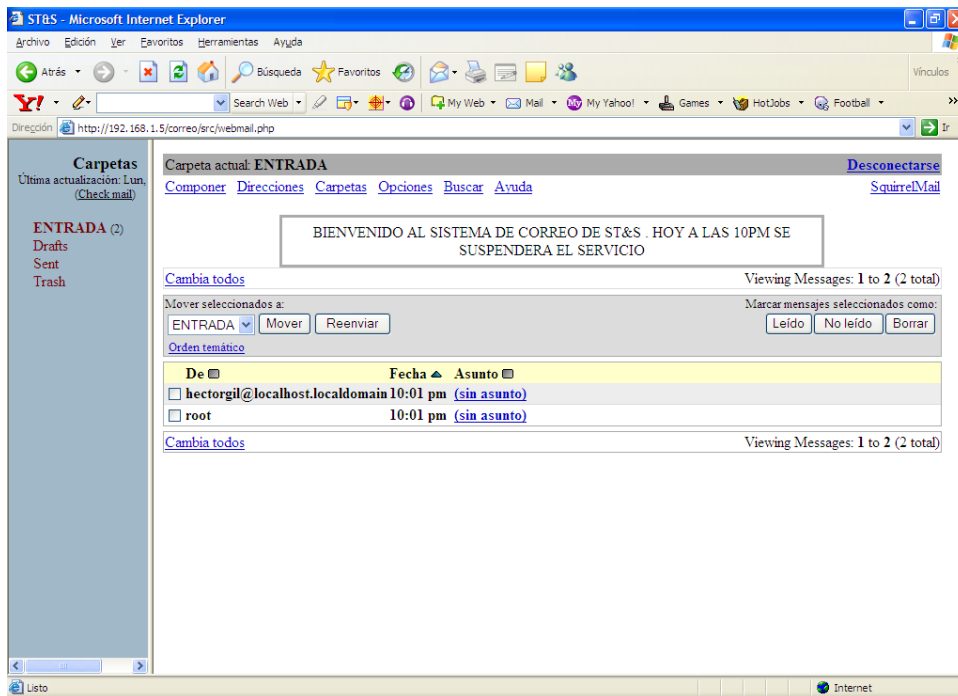 ST&S - Microsoft Internet Explorer
Archivo Edición Ver Favoritos Herramientas Ayuda
Atrás Búsqueda Favoritos Vínculos
Y! Search Web My Web Mail My Yahoo! Games HotJobs Football »
Dirección http://192.168.1.5/correo/src/webmail.php Ir
Carpetas
Última actualización: Lun,
(Check mail)
ENTRADA (2)
Drafts
Sent
Trash
Carpeta actual: ENTRADA Desconectarse
Componer Direcciones Carpetas Opciones Buscar Ayuda SquirrelMail
BIENVENIDO AL SISTEMA DE CORREO DE ST&S . HOY A LAS 10PM SE
SUSPENDERA EL SERVICIO
Cambia todos Viewing Messages: 1 to 2 (2 total)
Mover seleccionados a: Marcar mensajes seleccionados como:
ENTRADA Mover Reenviar Leído No leído Borrar
Orden temático
De Fecha Asunto
hectorgil@localhost.localdomain 10:01 pm (sin asunto)
root 10:01 pm (sin asunto)
Cambia todos Viewing Messages: 1 to 2 (2 total)
Listo Internet